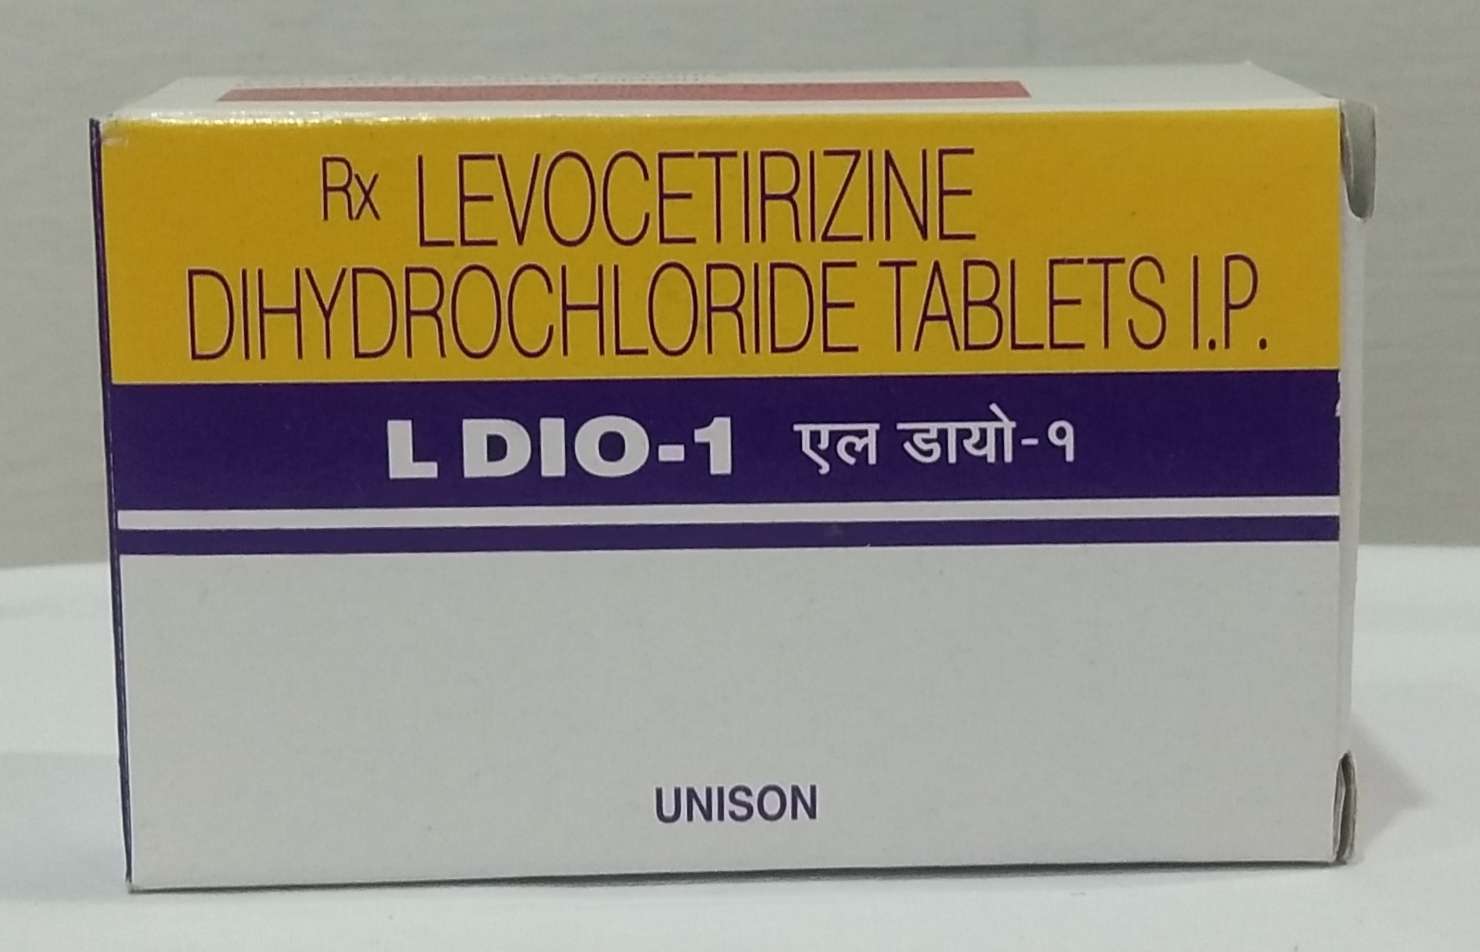 Rx LEVOCETIRIZINE
DIHYDROCHLORIDE TABLETS I.P.
L DIO-1 एल डायो-१
UNISON